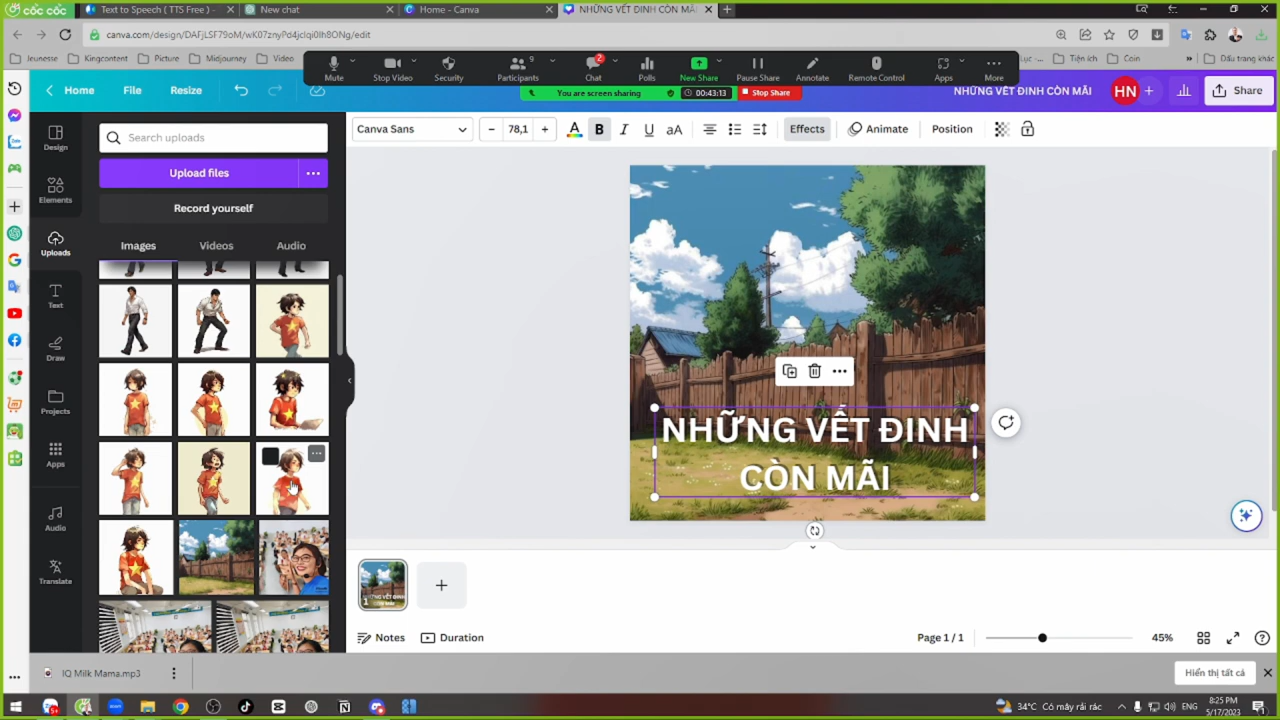 cốc cốc
Text to Speech ( TTS Free ) -
New chat
Home - Canva
NHỮNG VẾT ĐINH CÒN MÃI
canva.com/design/DAFjLSF79oM/wK07znyPd4jclqi0Ih8ONg/edit
Jeunesse
Kingcontent
Picture
Midjourney
Video
Tiện ích
Coin
Dấu trang khác
Mute
Stop Video
Security
Participants
9
Chat
2
Polls
New Share
Pause Share
Annotate
Remote Control
Apps
More
You are screen sharing
00:43:13
Stop Share
Home
File
Resize
NHỮNG VẾT ĐINH CÒN MÃI
HN
Share
Canva Sans
78,1
B
I
U
aA
Effects
Animate
Position
Design
Elements
Uploads
Text
Draw
Projects
Apps
Audio
Translate
Search uploads
Upload files
Record yourself
Images
Videos
Audio
NHỮNG VẾT ĐINH
CÒN MÃI
1
Notes
Duration
Page 1 / 1
45%
IQ Milk Mama.mp3
Hiển thị tất cả
34°C Có mây rải rác
ENG
8:25 PM
5/17/2023